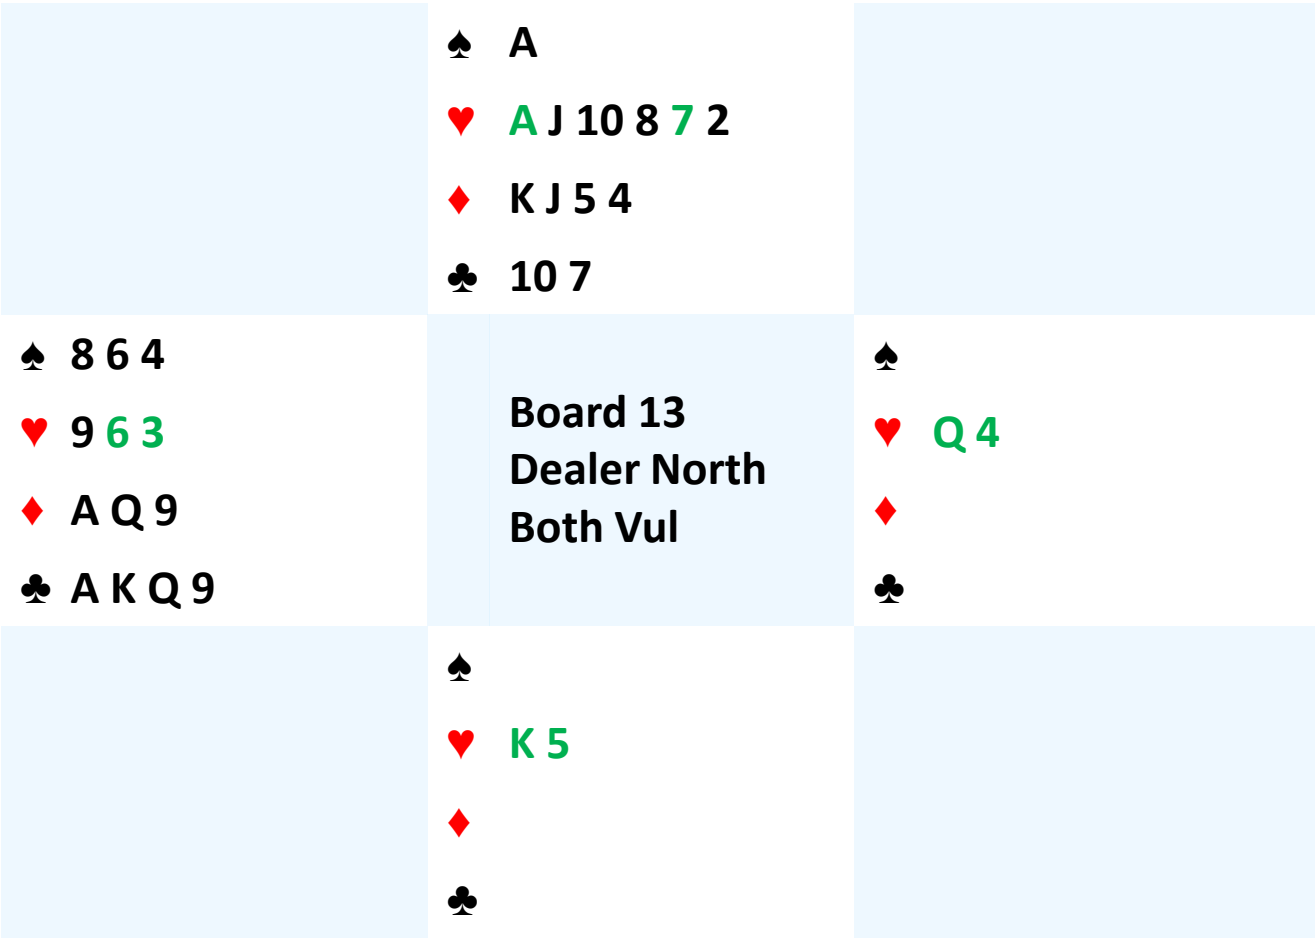 ♠ A
♥ A J 10 8 7 2
♦ K J 5 4
♣ 10 7
♠ 8 6 4
♥ 9 6 3
♦ A Q 9
♣ A K Q 9
Board 13
Dealer North
Both Vul
♠
♥ Q 4
♦
♣
♠
♥ K 5
♦
♣